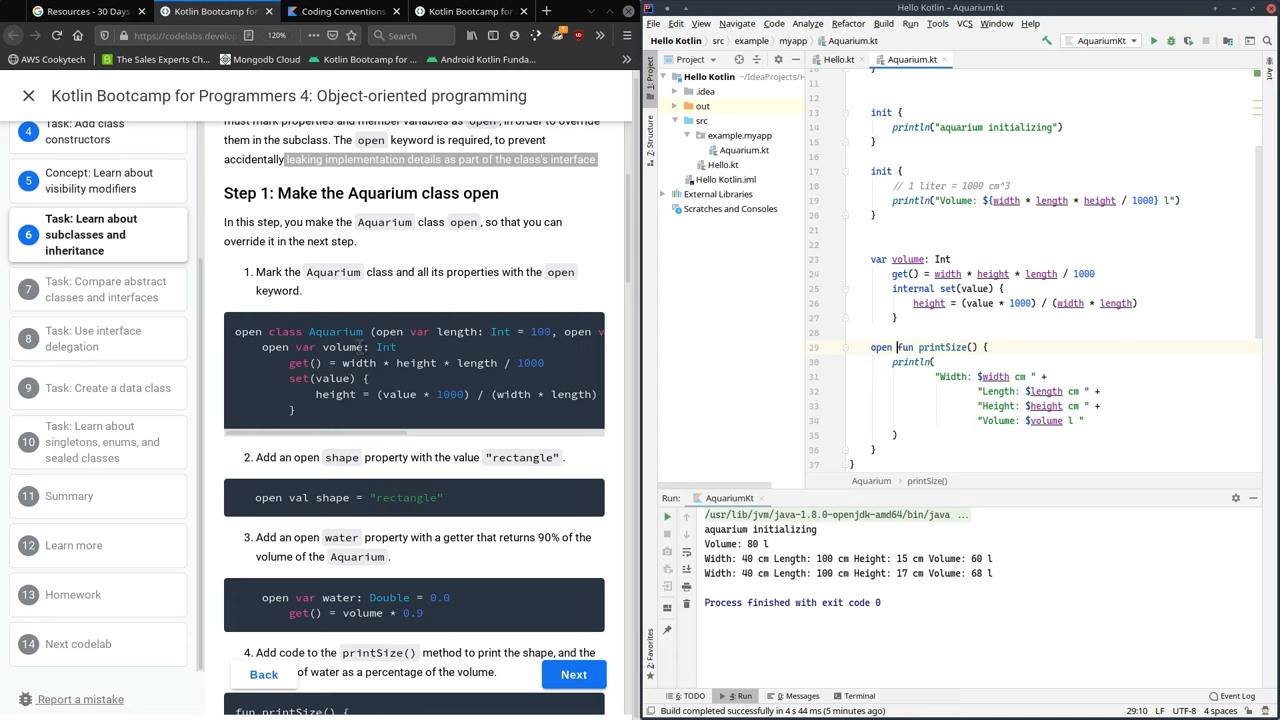 Resources - 30 Days
Kotlin Bootcamp for
Coding Conventions
Kotlin Bootcamp for
https://codelabs.develop
120%
Search
AWS DevTech
The Sales Experts Ch...
Mongodb Cloud
Kotlin Bootcamp for ...
Android Kotlin Funda...
Kotlin Bootcamp for Programmers 4: Object-oriented programming
4
Task: Add class
constructors
5
Concept: Learn about
visibility modifiers
6
Task: Learn about
subclasses and
inheritance
7
Task: Compare abstract
classes and interfaces
8
Task: Use interface
delegation
9
Task: Create a data class
10
Task: Learn about
singletons, enums, and
sealed classes
11
Summary
12
Learn more
13
Homework
14
Next codelab
Report a mistake
must mark properties and member variables as open, in order to override
them in the subclass. The open keyword is required, to prevent
accidentally leaking implementation details as part of the class's interface.
Step 1: Make the Aquarium class open
In this step, you make the Aquarium class open, so that you can
override it in the next step.
1. Mark the Aquarium class and all its properties with the open
keyword.
open class Aquarium (open var length: Int = 100, open v
open var volume: Int
get() = width * height * length / 1000
set(value) {
height = (value * 1000) / (width * length)
}
2. Add an open shape property with the value "rectangle".
open val shape = "rectangle"
3. Add an open water property with a getter that returns 90% of the
volume of the Aquarium.
open var water: Double = 0.0
get() = volume * 0.9
4. Add code to the printSize() method to print the shape, and the
of water as a percentage of the volume.
Back
Next
fun printSize() {
Hello Kotlin - Aquarium.kt
File Edit View Navigate Code Analyze Refactor Build Run Tools VCS Window Help
Hello Kotlin
src
example
myapp
Aquarium.kt
AquariumKt
Project
Hello.kt
Aquarium.kt
1: Project
7: Structure
2: Favorites
Hello Kotlin ~/IdeaProjects/H
.idea
out
src
example.myapp
Aquarium.kt
Hello.kt
Hello Kotlin.iml
External Libraries
Scratches and Consoles
10 }
11
12
13 init {
14 println("aquarium initializing")
15 }
16
17 init {
18 // 1 liter = 1000 cm^3
19 println("Volume: ${width * length * height / 1000} l")
20 }
21
22
23 var volume: Int
24 get() = width * height * length / 1000
25 internal set(value) {
26 height = (value * 1000) / (width * length)
27 }
28
29 open fun printSize() {
30 println(
31 "Width: $width cm " +
32 "Length: $length cm " +
33 "Height: $height cm " +
34 "Volume: $volume l "
35 )
36 }
37 }
Aquarium
printSize()
Run:
AquariumKt
/usr/lib/jvm/java-1.8.0-openjdk-amd64/bin/java ...
aquarium initializing
Volume: 80 l
Width: 40 cm Length: 100 cm Height: 15 cm Volume: 60 l
Width: 40 cm Length: 100 cm Height: 17 cm Volume: 68 l
Process finished with exit code 0
6: TODO
4: Run
0: Messages
Terminal
Event Log
Build completed successfully in 4 s 44 ms (5 minutes ago)
29:10 LF UTF-8 4 spaces